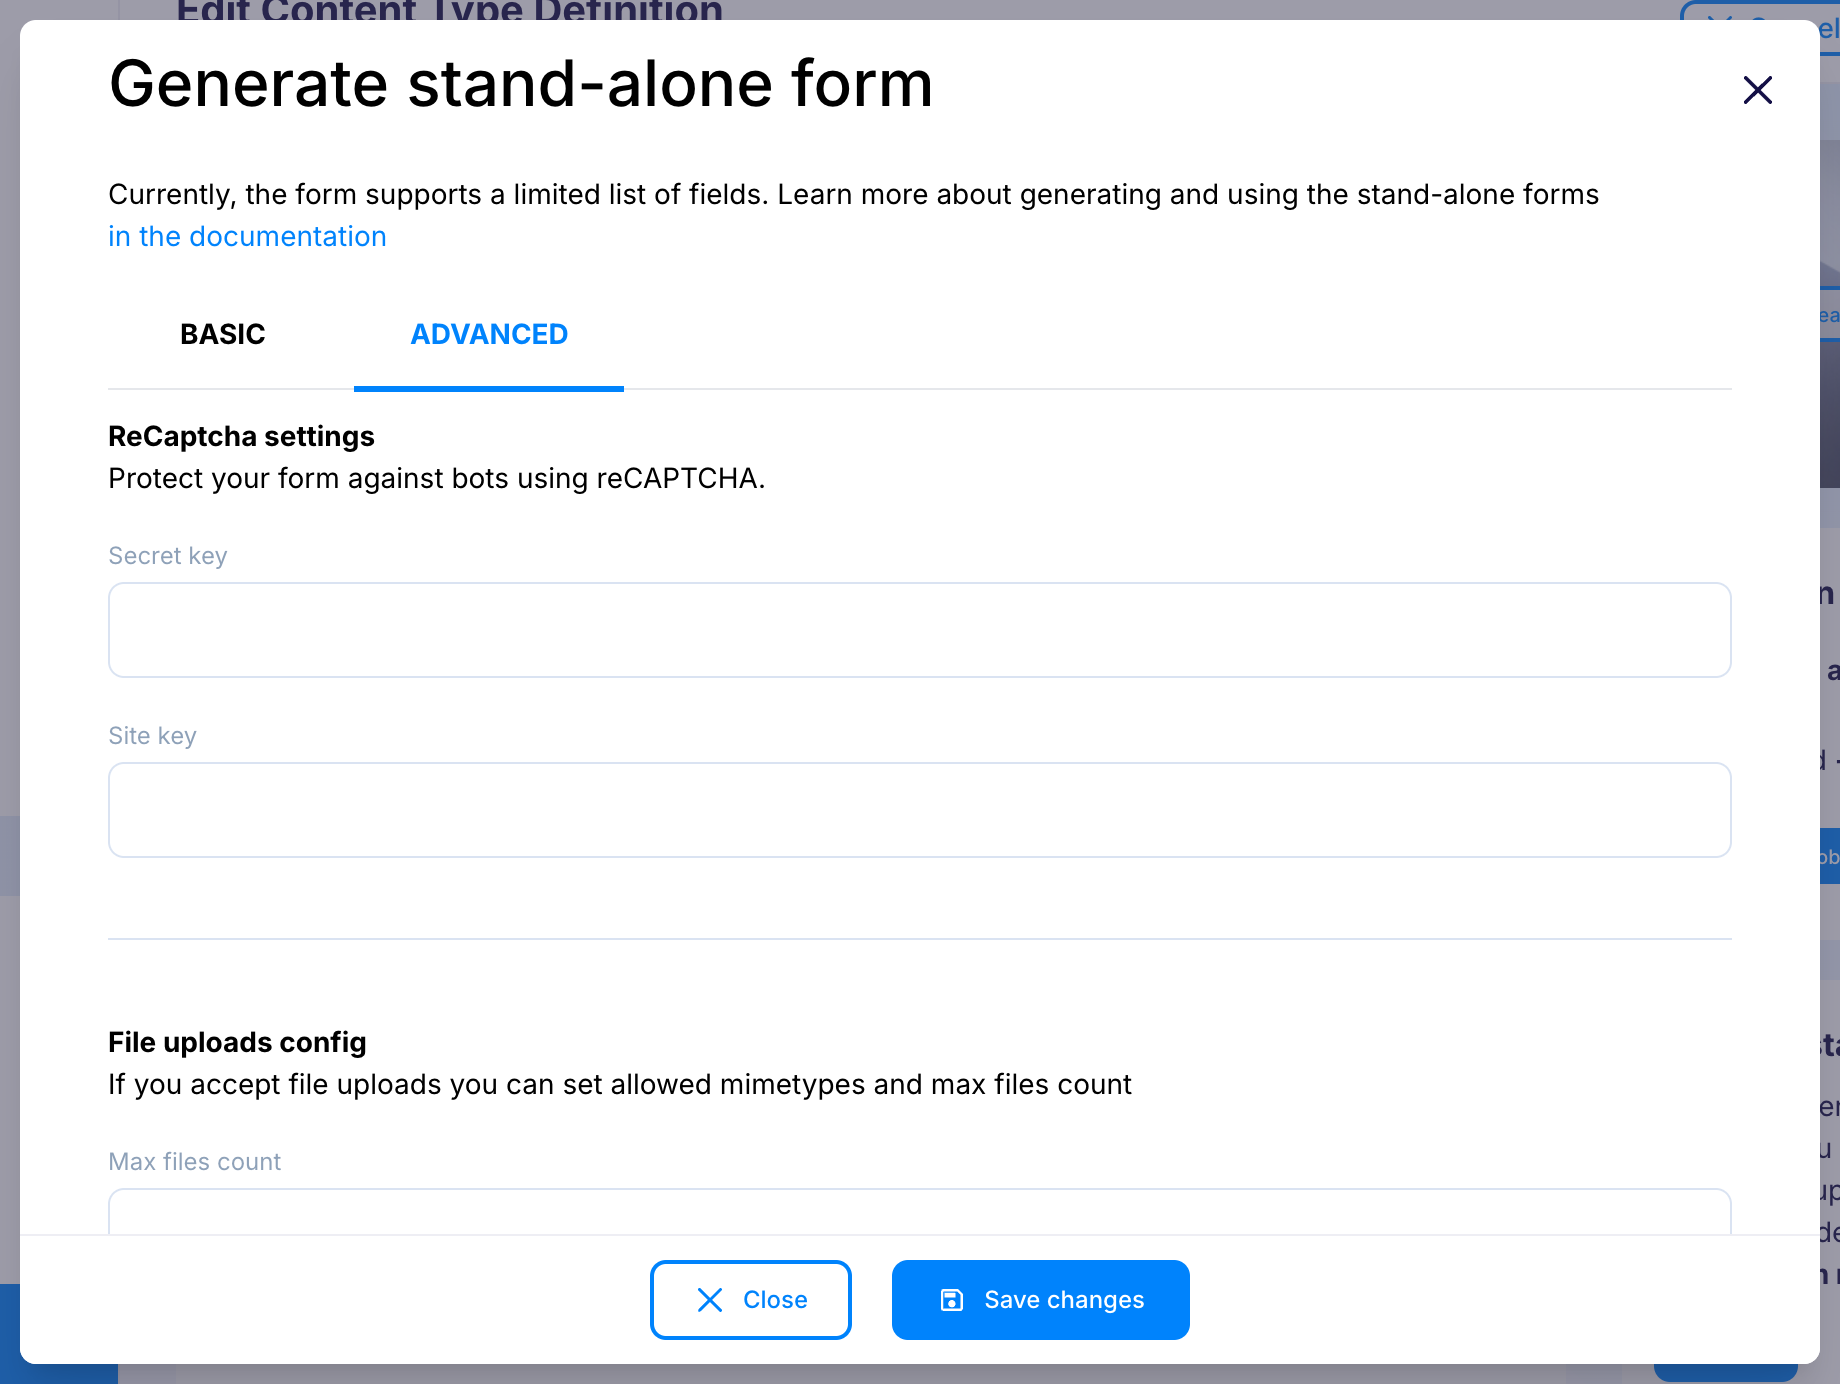 Edit Content Type Definition
Generate stand-alone form
Currently, the form supports a limited list of fields. Learn more about generating and using the stand-alone forms
in the documentation
BASIC
ADVANCED
ReCaptcha settings
Protect your form against bots using reCAPTCHA.
Secret key
Site key
File uploads config
If you accept file uploads you can set allowed mimetypes and max files count
Max files count
Close
Save changes